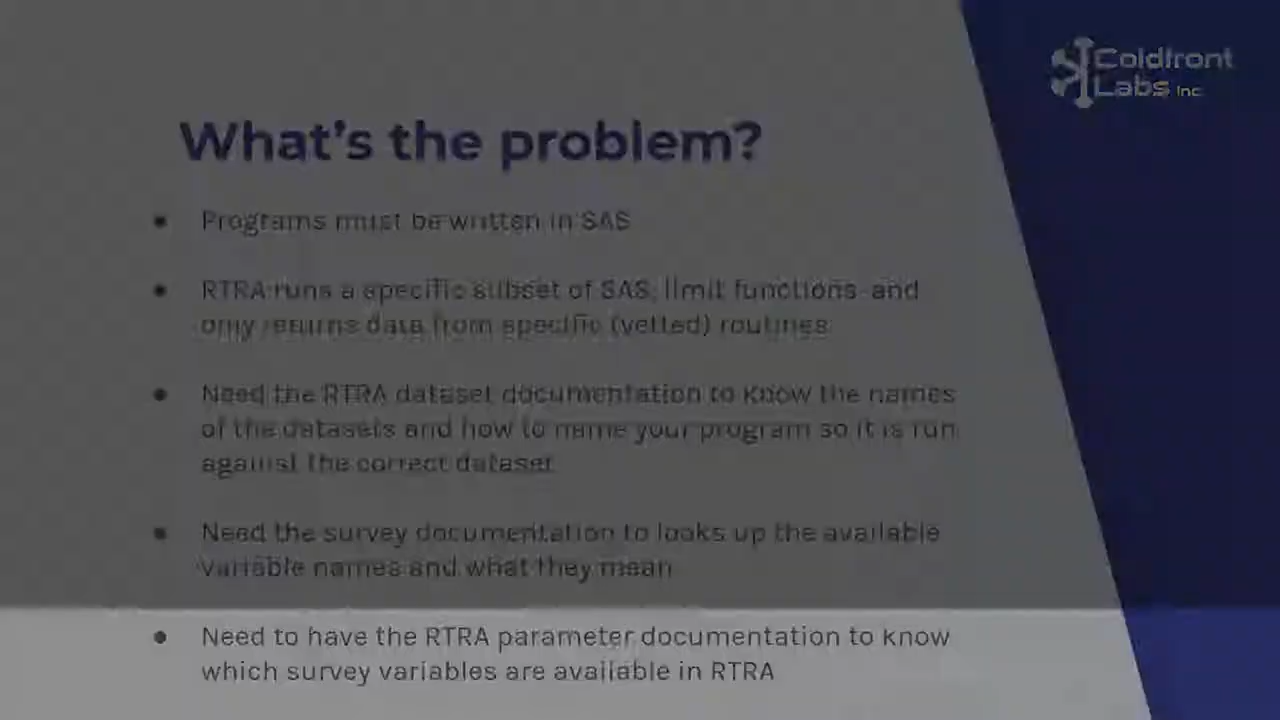 Coldfront
Labs Inc
What's the problem?
• Programs must be written in SAS
• RTRA runs a specific subset of SAS, limit functions and
only returns data from specific (vetted) routines
• Need the RTRA dataset documentation to know the names
of the datasets and how to name your program so it is run
against the correct dataset
• Need the survey documentation to looks up the available
variable names and what they mean
• Need to have the RTRA parameter documentation to know
which survey variables are available in RTRA